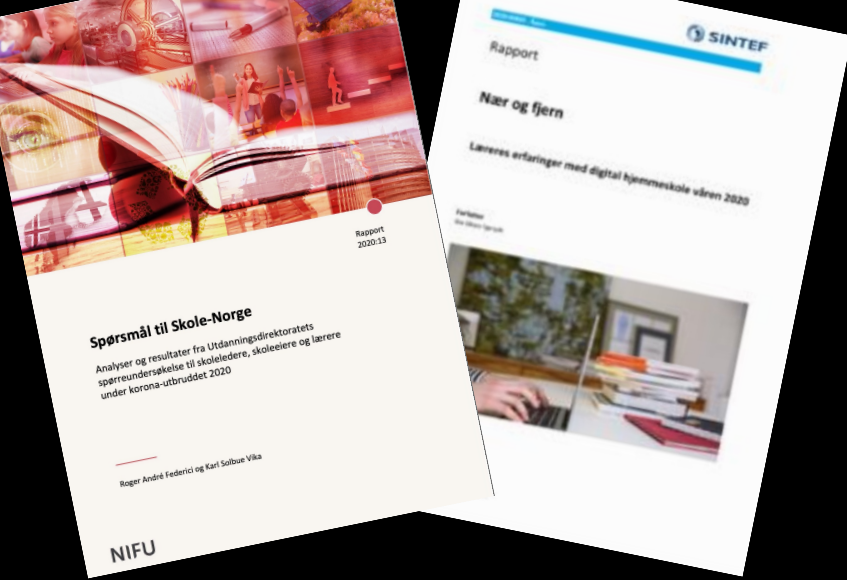 Rapport
2020:13
Spørsmål til Skole-Norge
Analyser og resultater fra Utdanningsdirektoratets
spørreundersøkelse til skoleledere, skoleeiere og lærere
under korona-utbruddet 2020
Roger André Federici og Karl Solbue Vika
NIFU
SINTEF
Rapport
Nær og fjern
Læreres erfaringer med digital hjemmeskole våren 2020